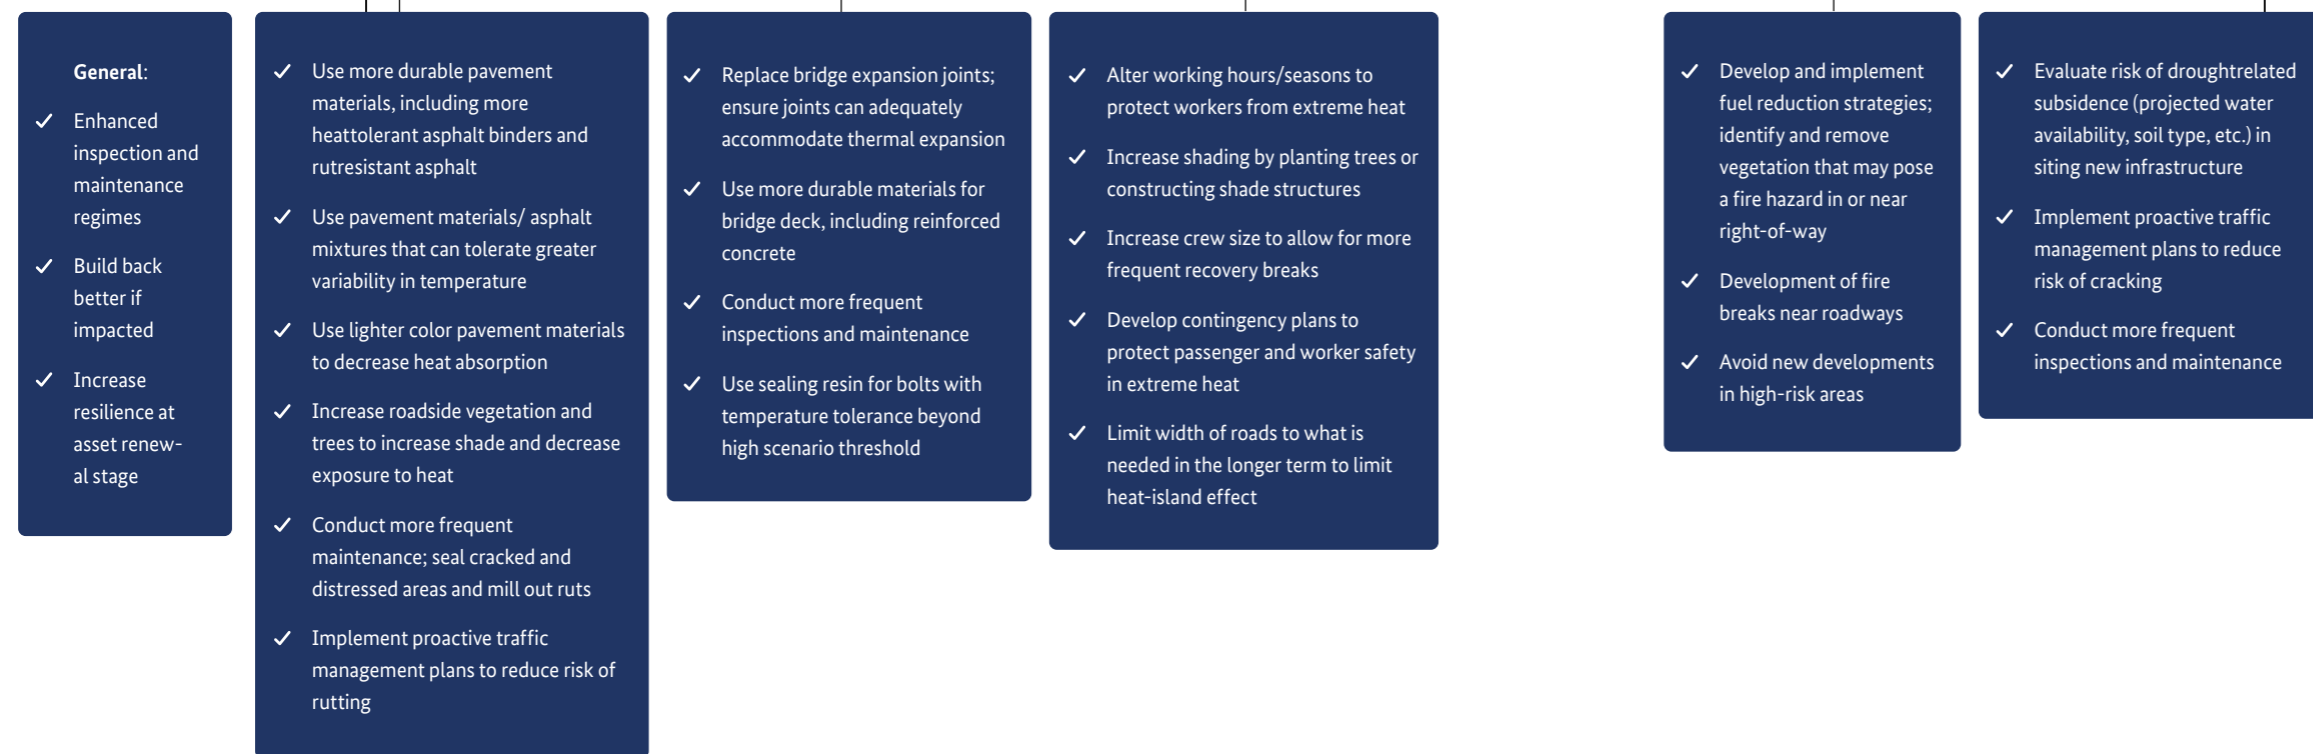 General:
Enhanced
inspection and
maintenance
regimes
Build back
better if
impacted
Increase
resilience at
asset renew-
al stage
Use more durable pavement
materials, including more
heattolerant asphalt binders and
rutresistant asphalt
Use pavement materials/ asphalt
mixtures that can tolerate greater
variability in temperature
Use lighter color pavement materials
to decrease heat absorption
Increase roadside vegetation and
trees to increase shade and decrease
exposure to heat
Conduct more frequent
maintenance; seal cracked and
distressed areas and mill out ruts
Implement proactive traffic
management plans to reduce risk of
rutting
Replace bridge expansion joints;
ensure joints can adequately
accommodate thermal expansion
Use more durable materials for
bridge deck, including reinforced
concrete
Conduct more frequent
inspections and maintenance
Use sealing resin for bolts with
temperature tolerance beyond
high scenario threshold
Alter working hours/seasons to
protect workers from extreme heat
Increase shading by planting trees or
constructing shade structures
Increase crew size to allow for more
frequent recovery breaks
Develop contingency plans to
protect passenger and worker safety
in extreme heat
Limit width of roads to what is
needed in the longer term to limit
heat-island effect
Develop and implement
fuel reduction strategies;
identify and remove
vegetation that may pose
a fire hazard in or near
right-of-way
Development of fire
breaks near roadways
Avoid new developments
in high-risk areas
Evaluate risk of droughtrelated
subsidence (projected water
availability, soil type, etc.) in
siting new infrastructure
Implement proactive traffic
management plans to reduce
risk of cracking
Conduct more frequent
inspections and maintenance